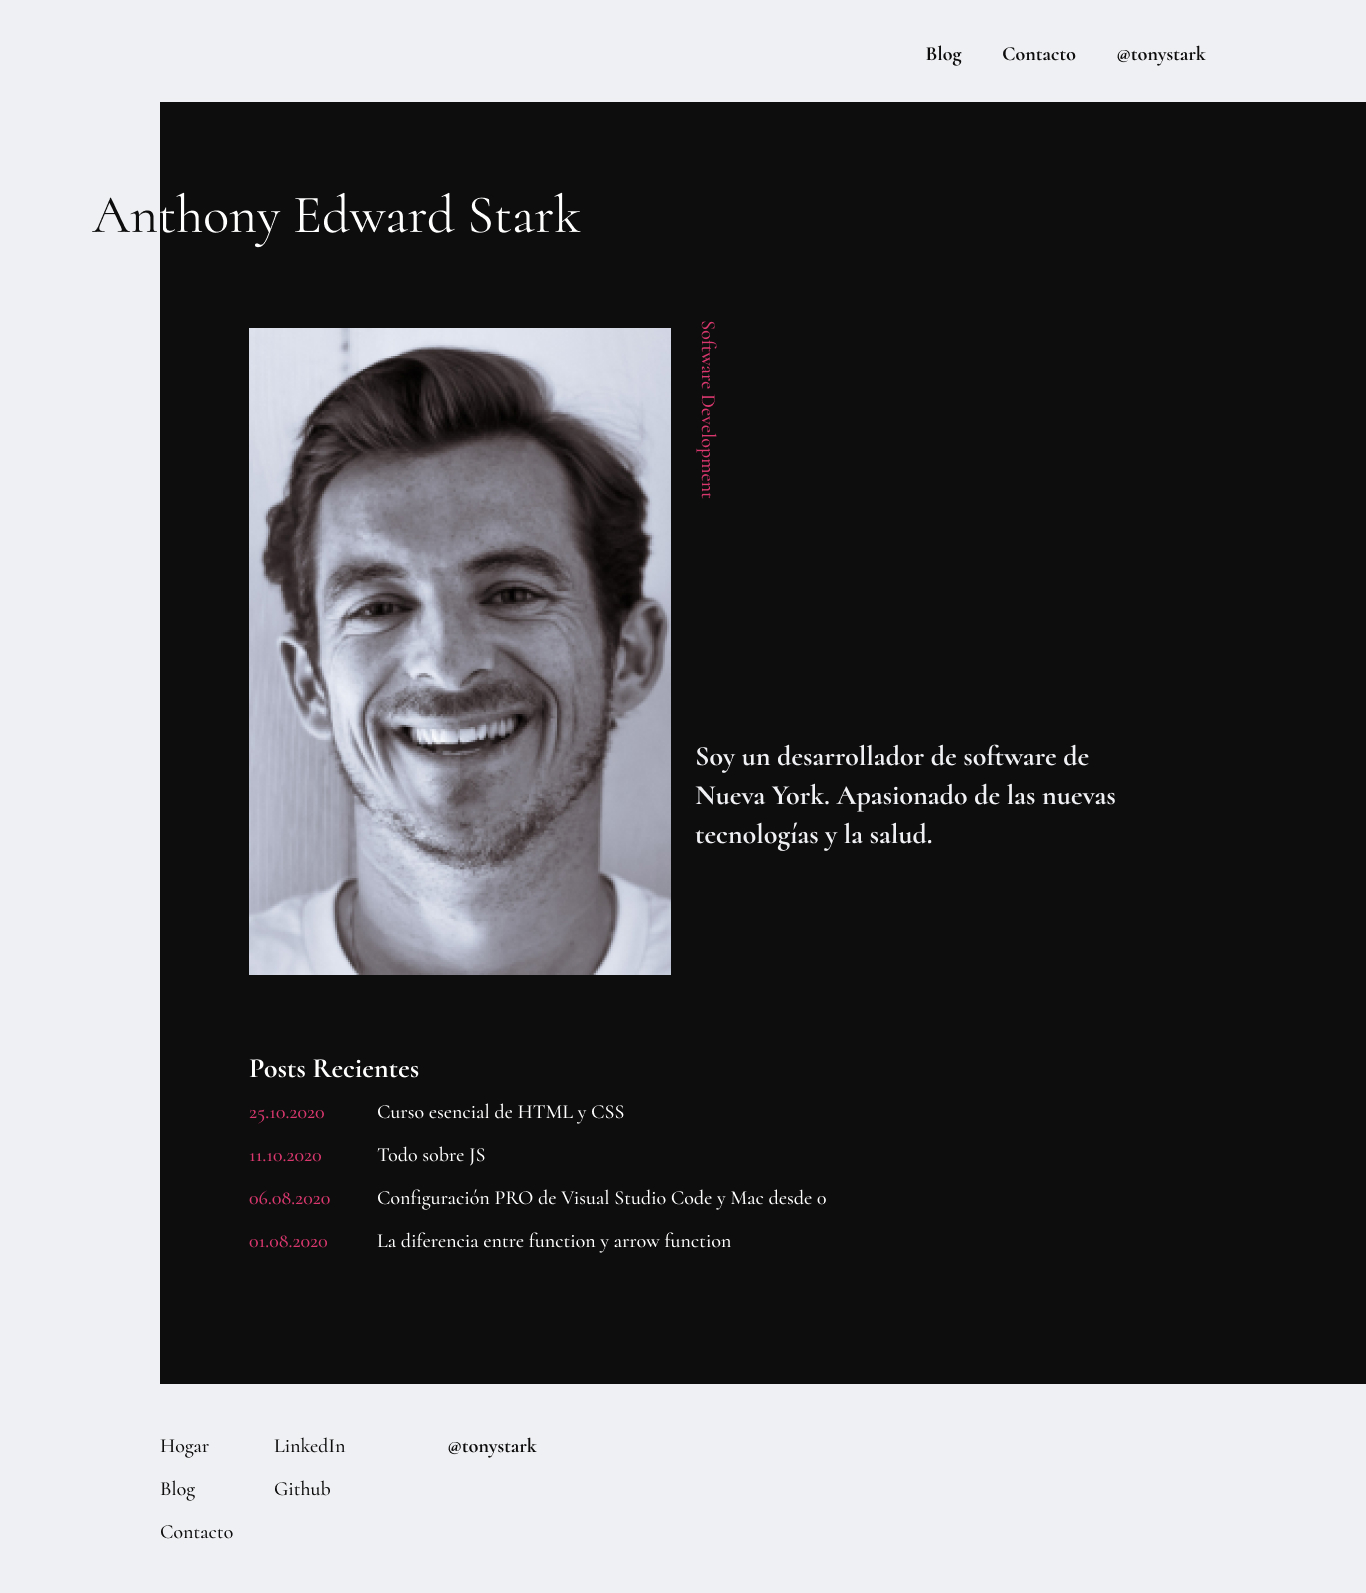 Blog Contacto @tonystark
Anthony Edward Stark
Software Development
Soy un desarrollador de software de
Nueva York. Apasionado de las nuevas
tecnologías y la salud.
Posts Recientes
25.10.2020 Curso esencial de HTML y CSS
11.10.2020 Todo sobre JS
06.08.2020 Configuración PRO de Visual Studio Code y Mac desde 0
01.08.2020 La diferencia entre function y arrow function
Hogar LinkedIn @tonystark
Blog Github
Contacto